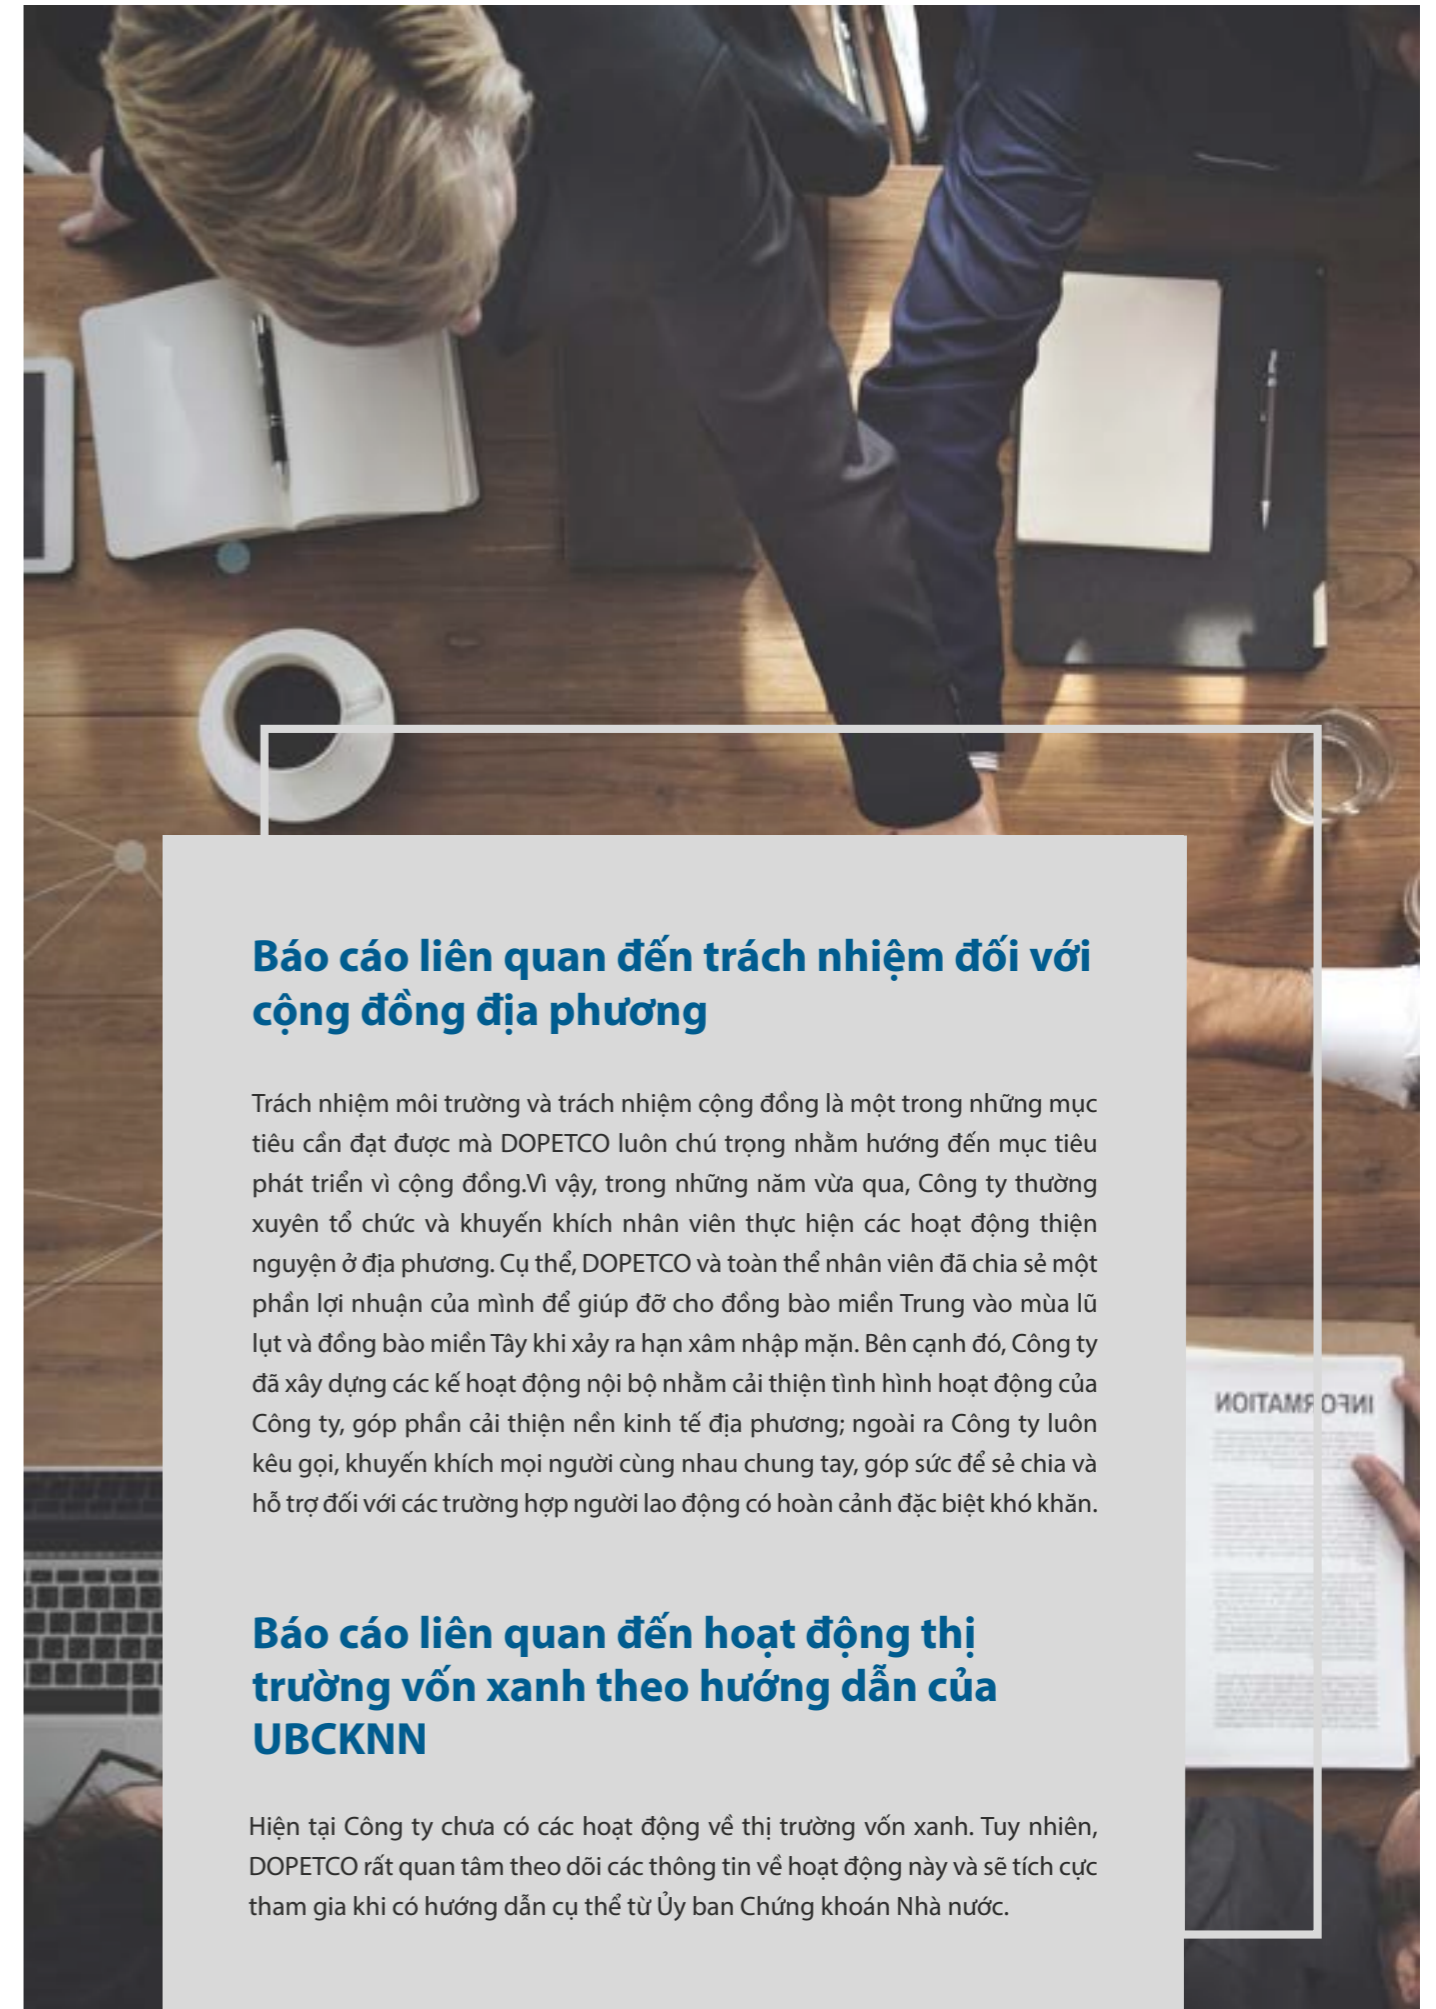 Báo cáo liên quan đến trách nhiệm đối với
cộng đồng địa phương
Trách nhiệm môi trường và trách nhiệm cộng đồng là một trong những mục
tiêu cần đạt được mà DOPETCO luôn chú trọng nhằm hướng đến mục tiêu
phát triển vì cộng đồng.Vì vậy, trong những năm vừa qua, Công ty thường
xuyên tổ chức và khuyến khích nhân viên thực hiện các hoạt động thiện
nguyện ở địa phương. Cụ thể, DOPETCO và toàn thể nhân viên đã chia sẻ một
phần lợi nhuận của mình để giúp đỡ cho đồng bào miền Trung vào mùa lũ
lụt và đồng bào miền Tây khi xảy ra hạn xâm nhập mặn. Bên cạnh đó, Công ty
đã xây dựng các kế hoạt động nội bộ nhằm cải thiện tình hình hoạt động của
Công ty, góp phần cải thiện nền kinh tế địa phương; ngoài ra Công ty luôn
kêu gọi, khuyến khích mọi người cùng nhau chung tay, góp sức để sẻ chia và
hỗ trợ đối với các trường hợp người lao động có hoàn cảnh đặc biệt khó khăn.
INFORMATION
Báo cáo liên quan đến hoạt động thị
trường vốn xanh theo hướng dẫn của
UBCKNN
Hiện tại Công ty chưa có các hoạt động về thị trường vốn xanh. Tuy nhiên,
DOPETCO rất quan tâm theo dõi các thông tin về hoạt động này và sẽ tích cực
tham gia khi có hướng dẫn cụ thể từ Ủy ban Chứng khoán Nhà nước.